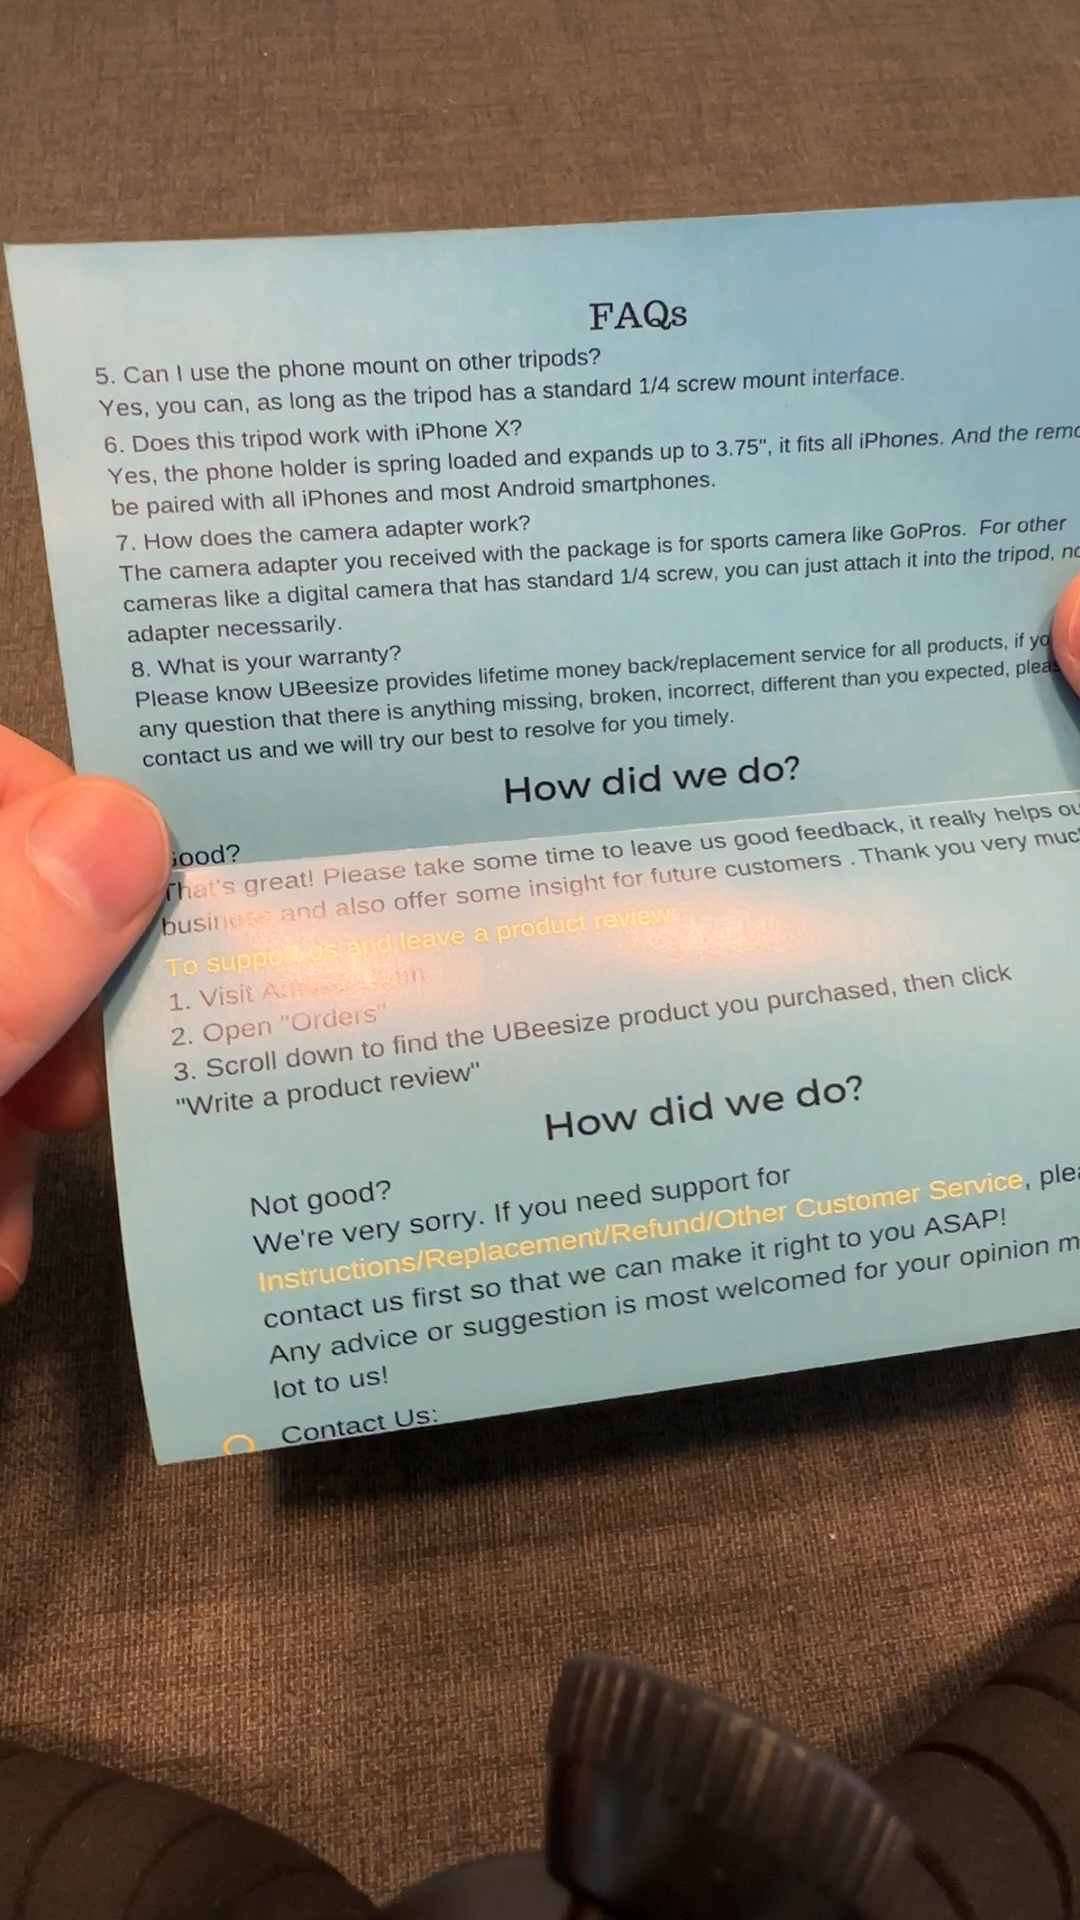 FAQs
5. Can I use the phone mount on other tripods?
Yes, you can, as long as the tripod has a standard 1/4 screw mount interface.
6. Does this tripod work with iPhone X?
Yes, the phone holder is spring loaded and expands up to 3.75", it fits all iPhones. And the
be paired with all iPhones and most Android smartphones.
7. How does the camera adapter work?
The camera adapter you received with the package is for sports camera like GoPros. For other
cameras like a digital camera that has standard 1/4 screw, you can just attach it into the tripod,
adapter necessarily.
8. What is your warranty?
Please know UBeesize provides lifetime money back/replacement service for all products, if
any question that there is anything missing, broken, incorrect, different than you expected,
contact us and we will try our best to resolve for you timely.
How did we do?
That's great! Please take some time to leave us good feedback, it really helps
business and also offer some insight for future customers . Thank you very
To support us and leave a product review
1. Visit
2. Open "Orders"
3. Scroll down to find the UBeesize product you purchased, then click
"Write a product review"
How did we do?
Not good?
We're very sorry. If you need support for
Instructions/Replacement/Refund/Other Customer Service,
contact us first so that we can make it right to you ASAP!
Any advice or suggestion is most welcomed for your opinion
lot to us!
Contact Us: